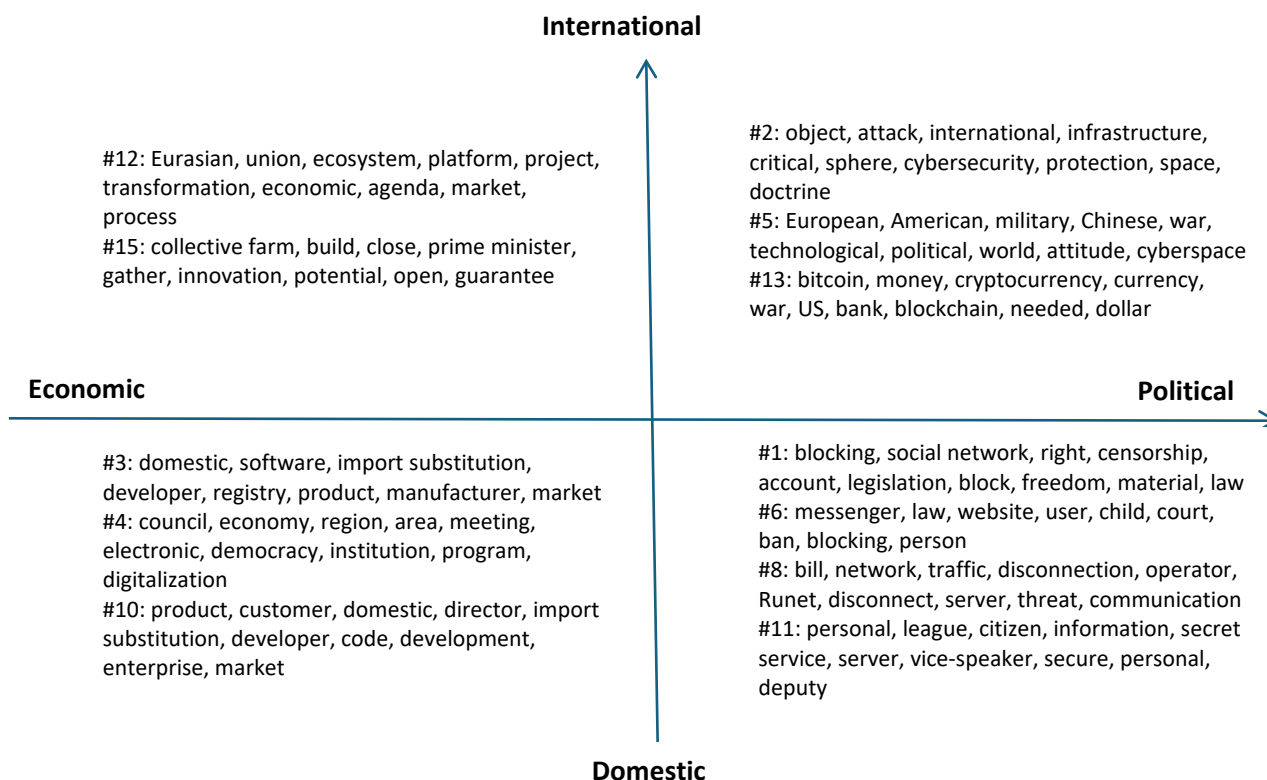 International
#12: Eurasian, union, ecosystem, platform, project,
transformation, economic, agenda, market,
process
#15: collective farm, build, close, prime minister,
gather, innovation, potential, open, guarantee
#2: object, attack, international, infrastructure,
critical, sphere, cybersecurity, protection, space,
doctrine
#5: European, American, military, Chinese, war,
technological, political, world, attitude, cyberspace
#13: bitcoin, money, cryptocurrency, currency,
war, US, bank, blockchain, needed, dollar
Economic
Political
#3: domestic, software, import substitution,
developer, registry, product, manufacturer, market
#4: council, economy, region, area, meeting,
electronic, democracy, institution, program,
digitalization
#10: product, customer, domestic, director, import
substitution, developer, code, development,
enterprise, market
#1: blocking, social network, right, censorship,
account, legislation, block, freedom, material, law
#6: messenger, law, website, user, child, court,
ban, blocking, person
#8: bill, network, traffic, disconnection, operator,
Runet, disconnect, server, threat, communication
#11: personal, league, citizen, information, secret
service, server, vice-speaker, secure, personal,
deputy
Domestic